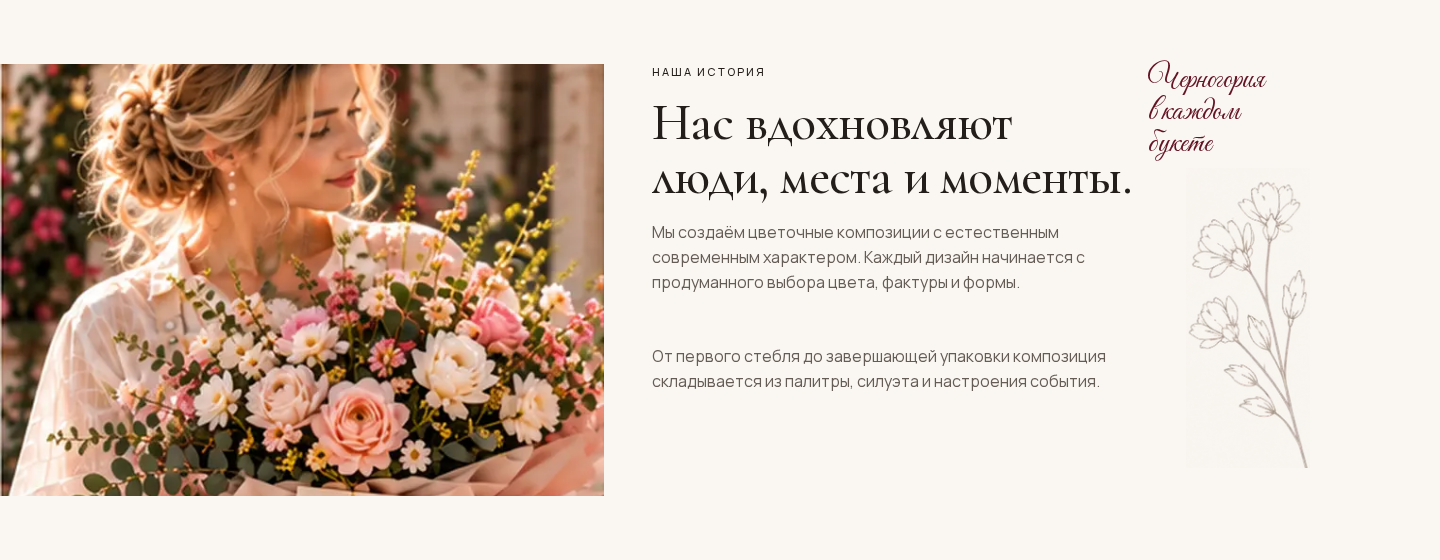 НАША ИСТОРИЯ
Нас вдохновляют
люди, места и моменты.
Мы создаём цветочные композиции с естественным
современным характером. Каждый дизайн начинается с
продуманного выбора цвета, фактуры и формы.
От первого стебля до завершающей упаковки композиция
складывается из палитры, силуэта и настроения события.
Черногория
в каждом
букете